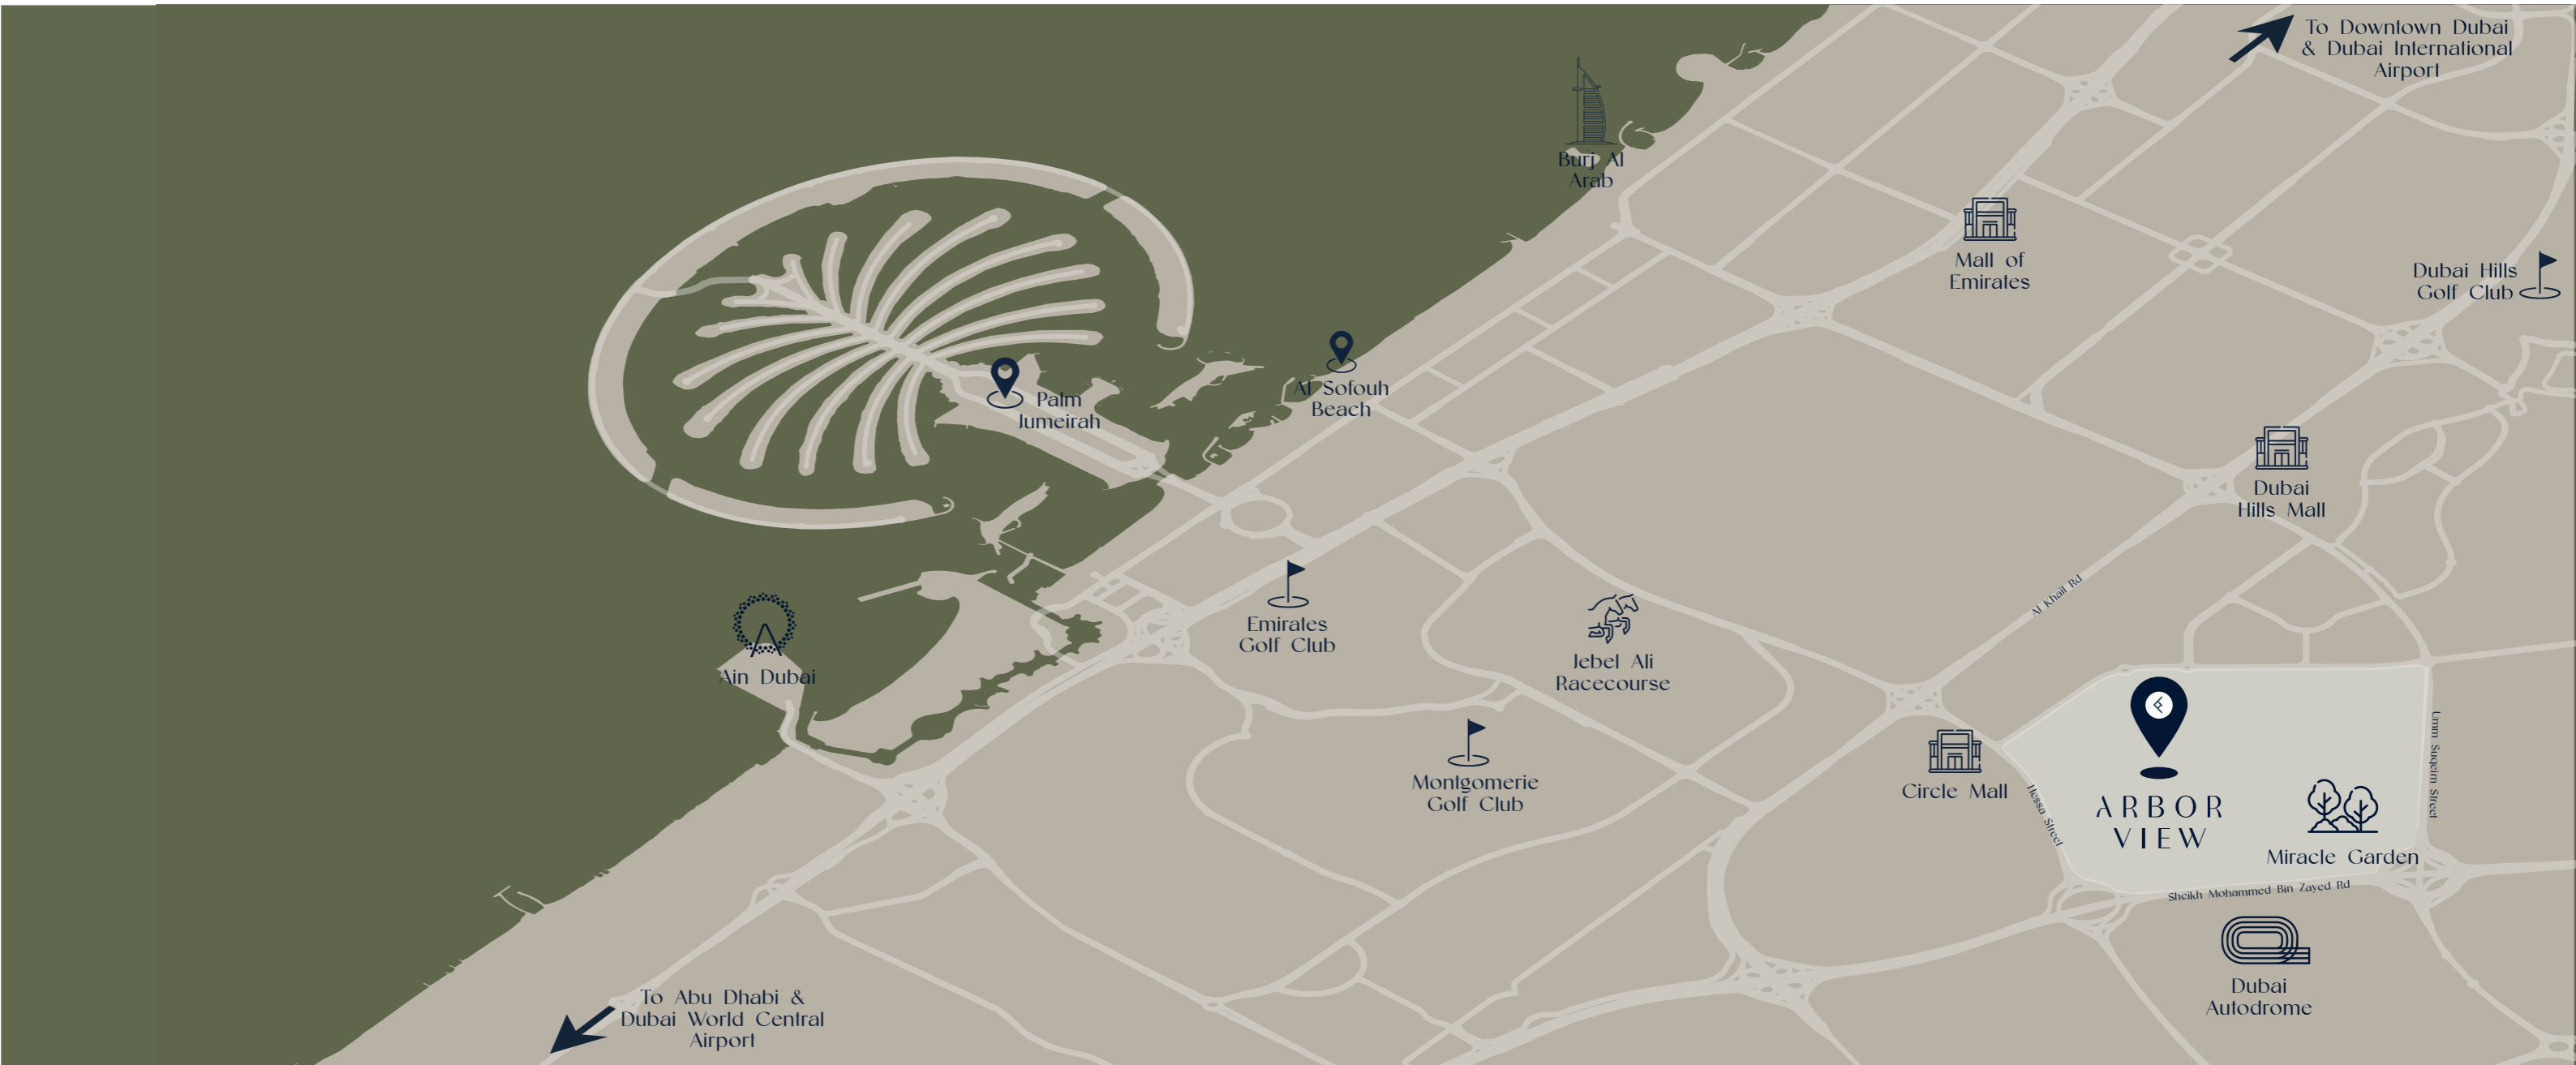 To Downtown Dubai
& Dubai International
Airport
Burj Al
Arab
Mall of
Emirates
Dubai Hills
Golf Club
Palm
Jumeirah
Al Sofouh
Beach
Dubai
Hills Mall
Al Khail Rd
Emirates
Golf Club
Jebel Ali
Racecourse
Ain Dubai
Montgomerie
Golf Club
Circle Mall
Hessa Street
ARBOR
VIEW
Umm Suqeim Street
Miracle Garden
Sheikh Mohammed Bin Zayed Rd
Dubai
Autodrome
To Abu Dhabi &
Dubai World Central
Airport